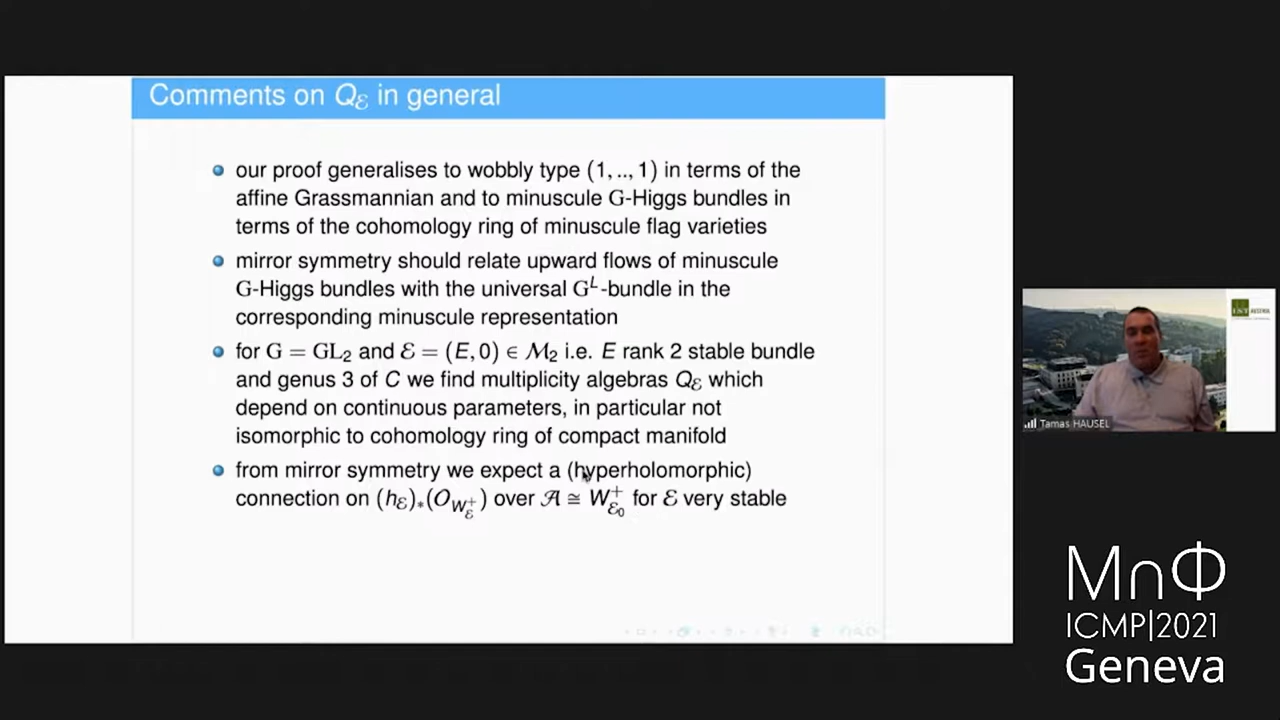 Comments on Q_ℰ in general
our proof generalises to wobbly type (1,..,1) in terms of the
affine Grassmannian and to minuscule G-Higgs bundles in
terms of the cohomology ring of minuscule flag varieties
mirror symmetry should relate upward flows of minuscule
G-Higgs bundles with the universal G^L-bundle in the
corresponding minuscule representation
for G = GL₂ and ℰ = (E, 0) ∈ ℳ₂ i.e. E rank 2 stable bundle
and genus 3 of C we find multiplicity algebras Q_ℰ which
depend on continuous parameters, in particular not
isomorphic to cohomology ring of compact manifold
from mirror symmetry we expect a (hyperholomorphic)
connection on (h_ℰ)_*(O_{W_ℰ^+}) over 𝒜 ≅ W_{ℰ₀}^+ for ℰ very stable
Tamas HAUSEL
M∩Φ
ICMP|2021
Geneva